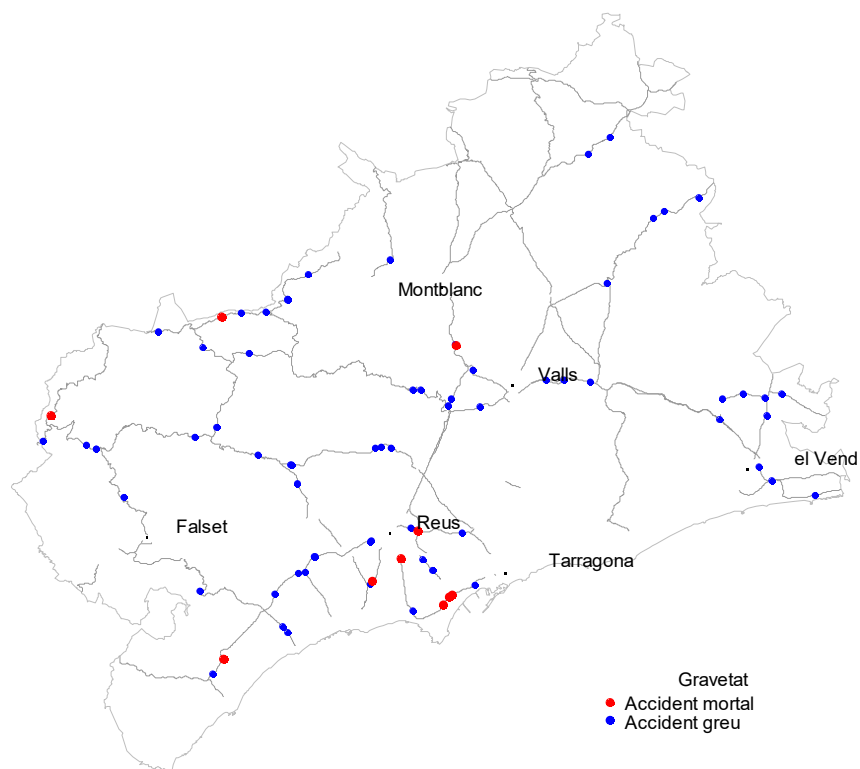 Montblanc
Valls
el Vend
Falset
Reus
Tarragona
Gravetat
Accident mortal
Accident greu